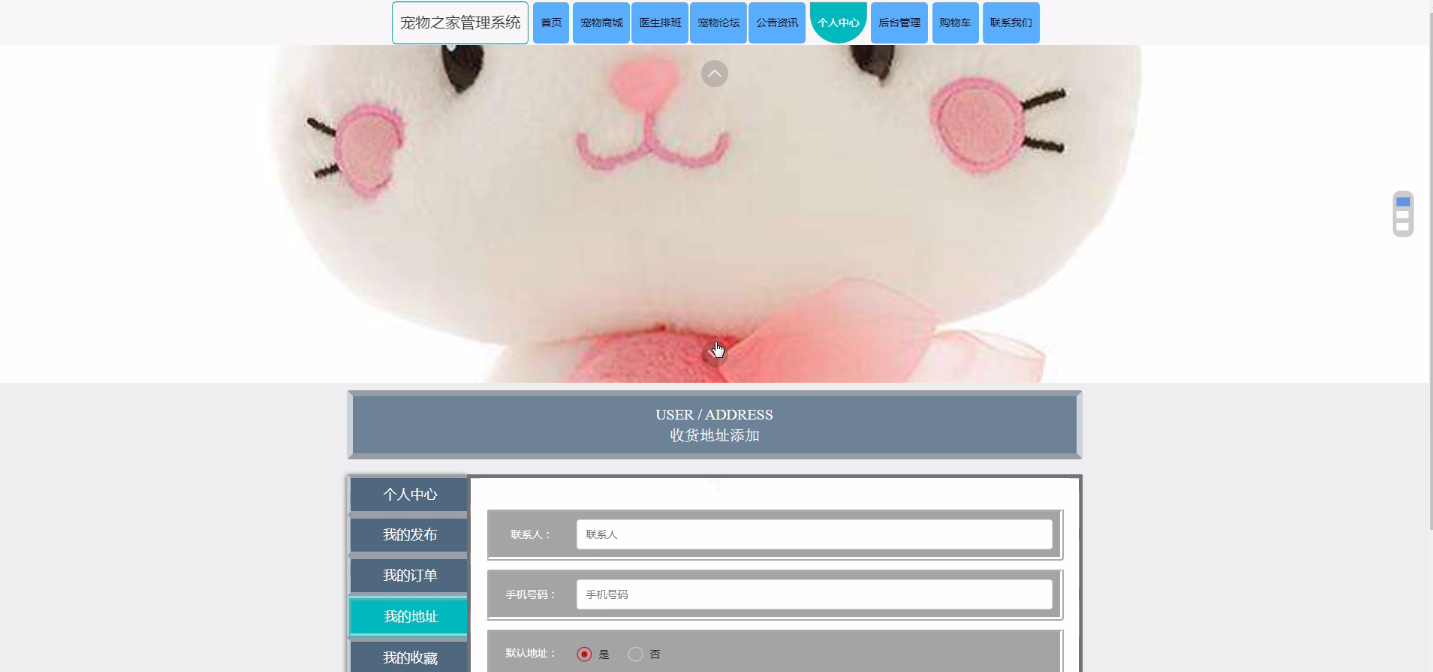 宠物之家管理系统
首页
宠物商城
医生排班
宠物论坛
公告资讯
个人中心
后台管理
购物车
联系我们
USER / ADDRESS
收货地址添加
个人中心
我的发布
我的订单
我的地址
我的收藏
联系人：
联系人
手机号码：
手机号码
默认地址：
是
否